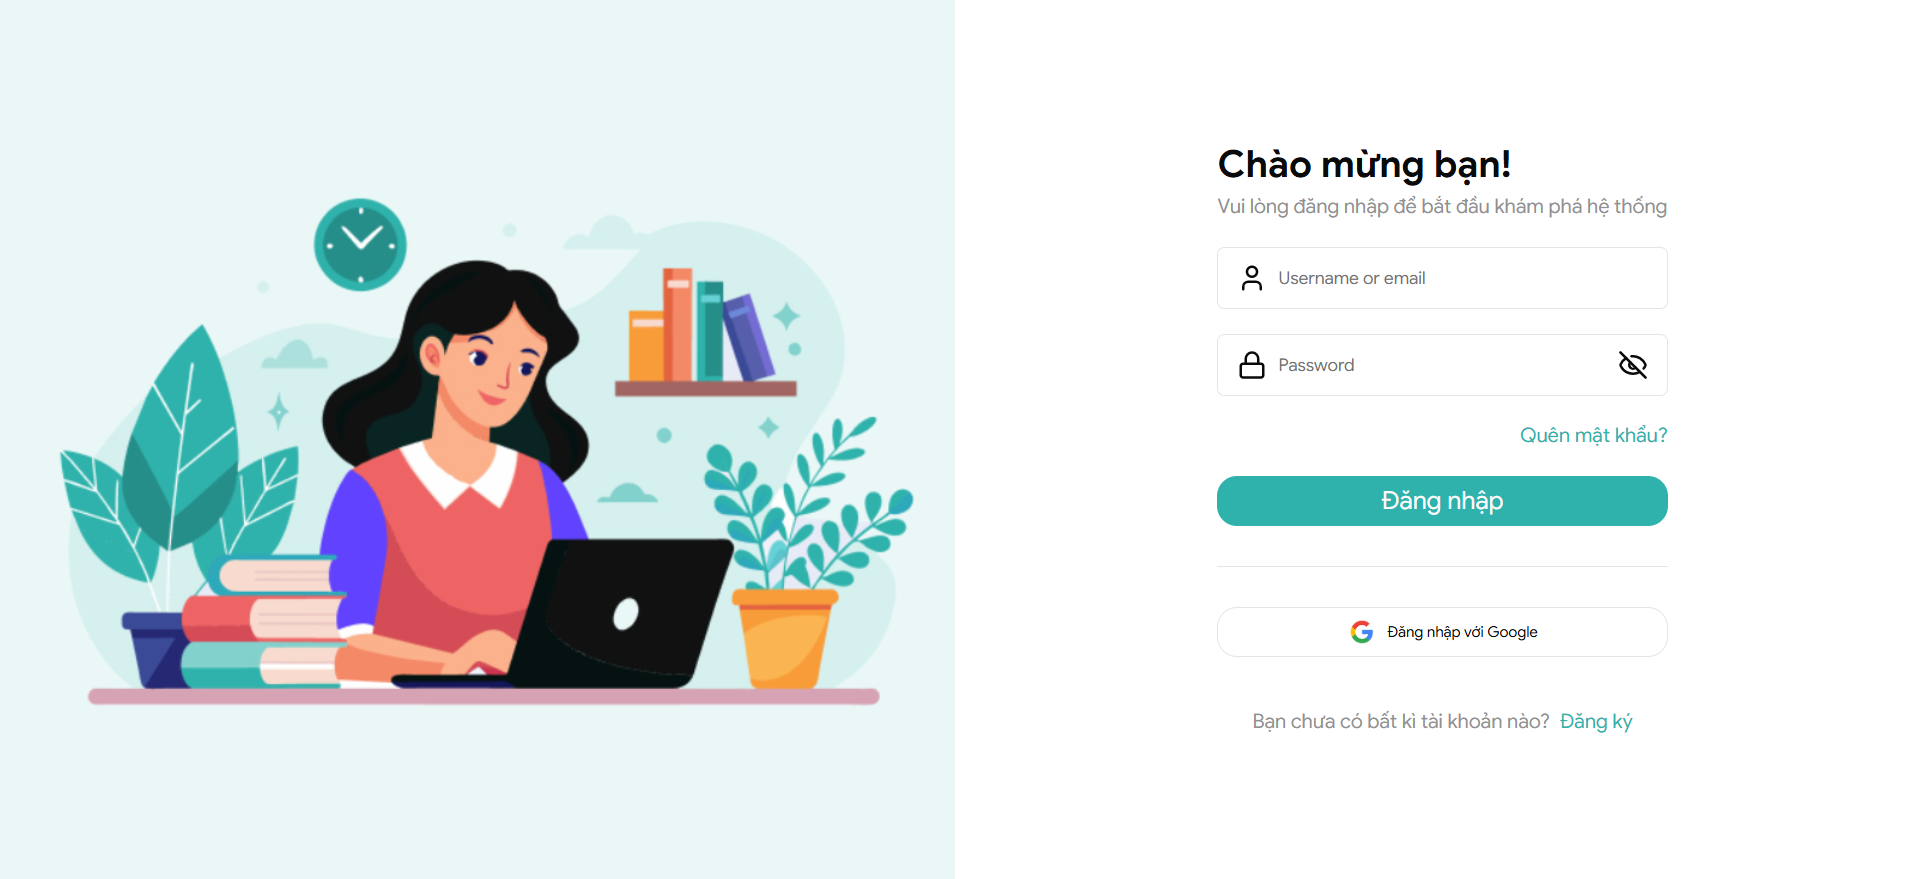 Chào mừng bạn!
Vui lòng đăng nhập để bắt đầu khám phá hệ thống
Username or email
Password
Quên mật khẩu?
Đăng nhập
Đăng nhập với Google
Bạn chưa có bất kì tài khoản nào? Đăng ký